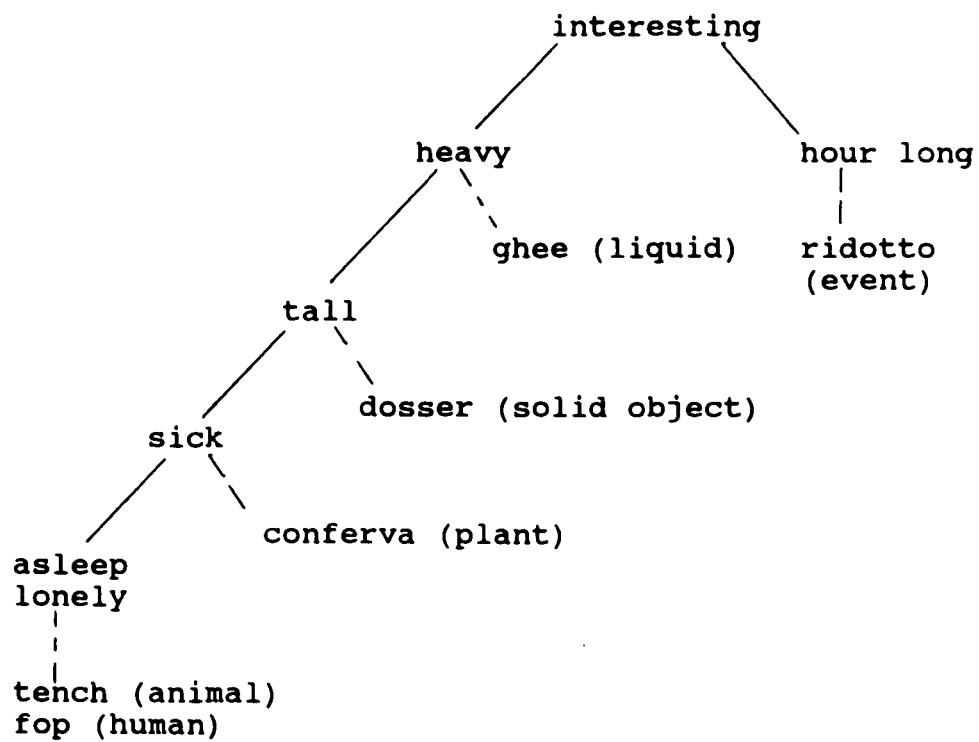 interesting
heavy
hour long
ghee (liquid)
ridotto
(event)
tall
dosser (solid object)
sick
conferva (plant)
asleep
lonely
tench (animal)
fop (human)